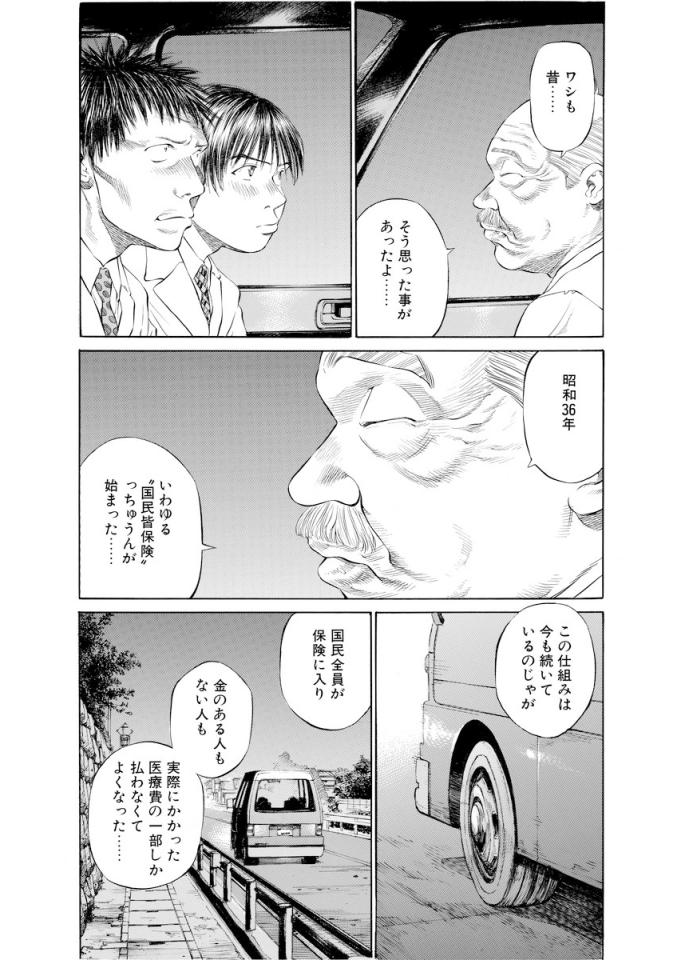 ワシも
昔……
そう思った事が
あったよ……
昭和36年
いわゆる
〝国民皆保険〟
っちゅうんが
始まった……
この仕組みは
今も続いて
いるのじゃが
国民全員が
保険に入り
金のある人も
ない人も
実際にかかった
医療費の一部しか
払わなくて
よくなった……